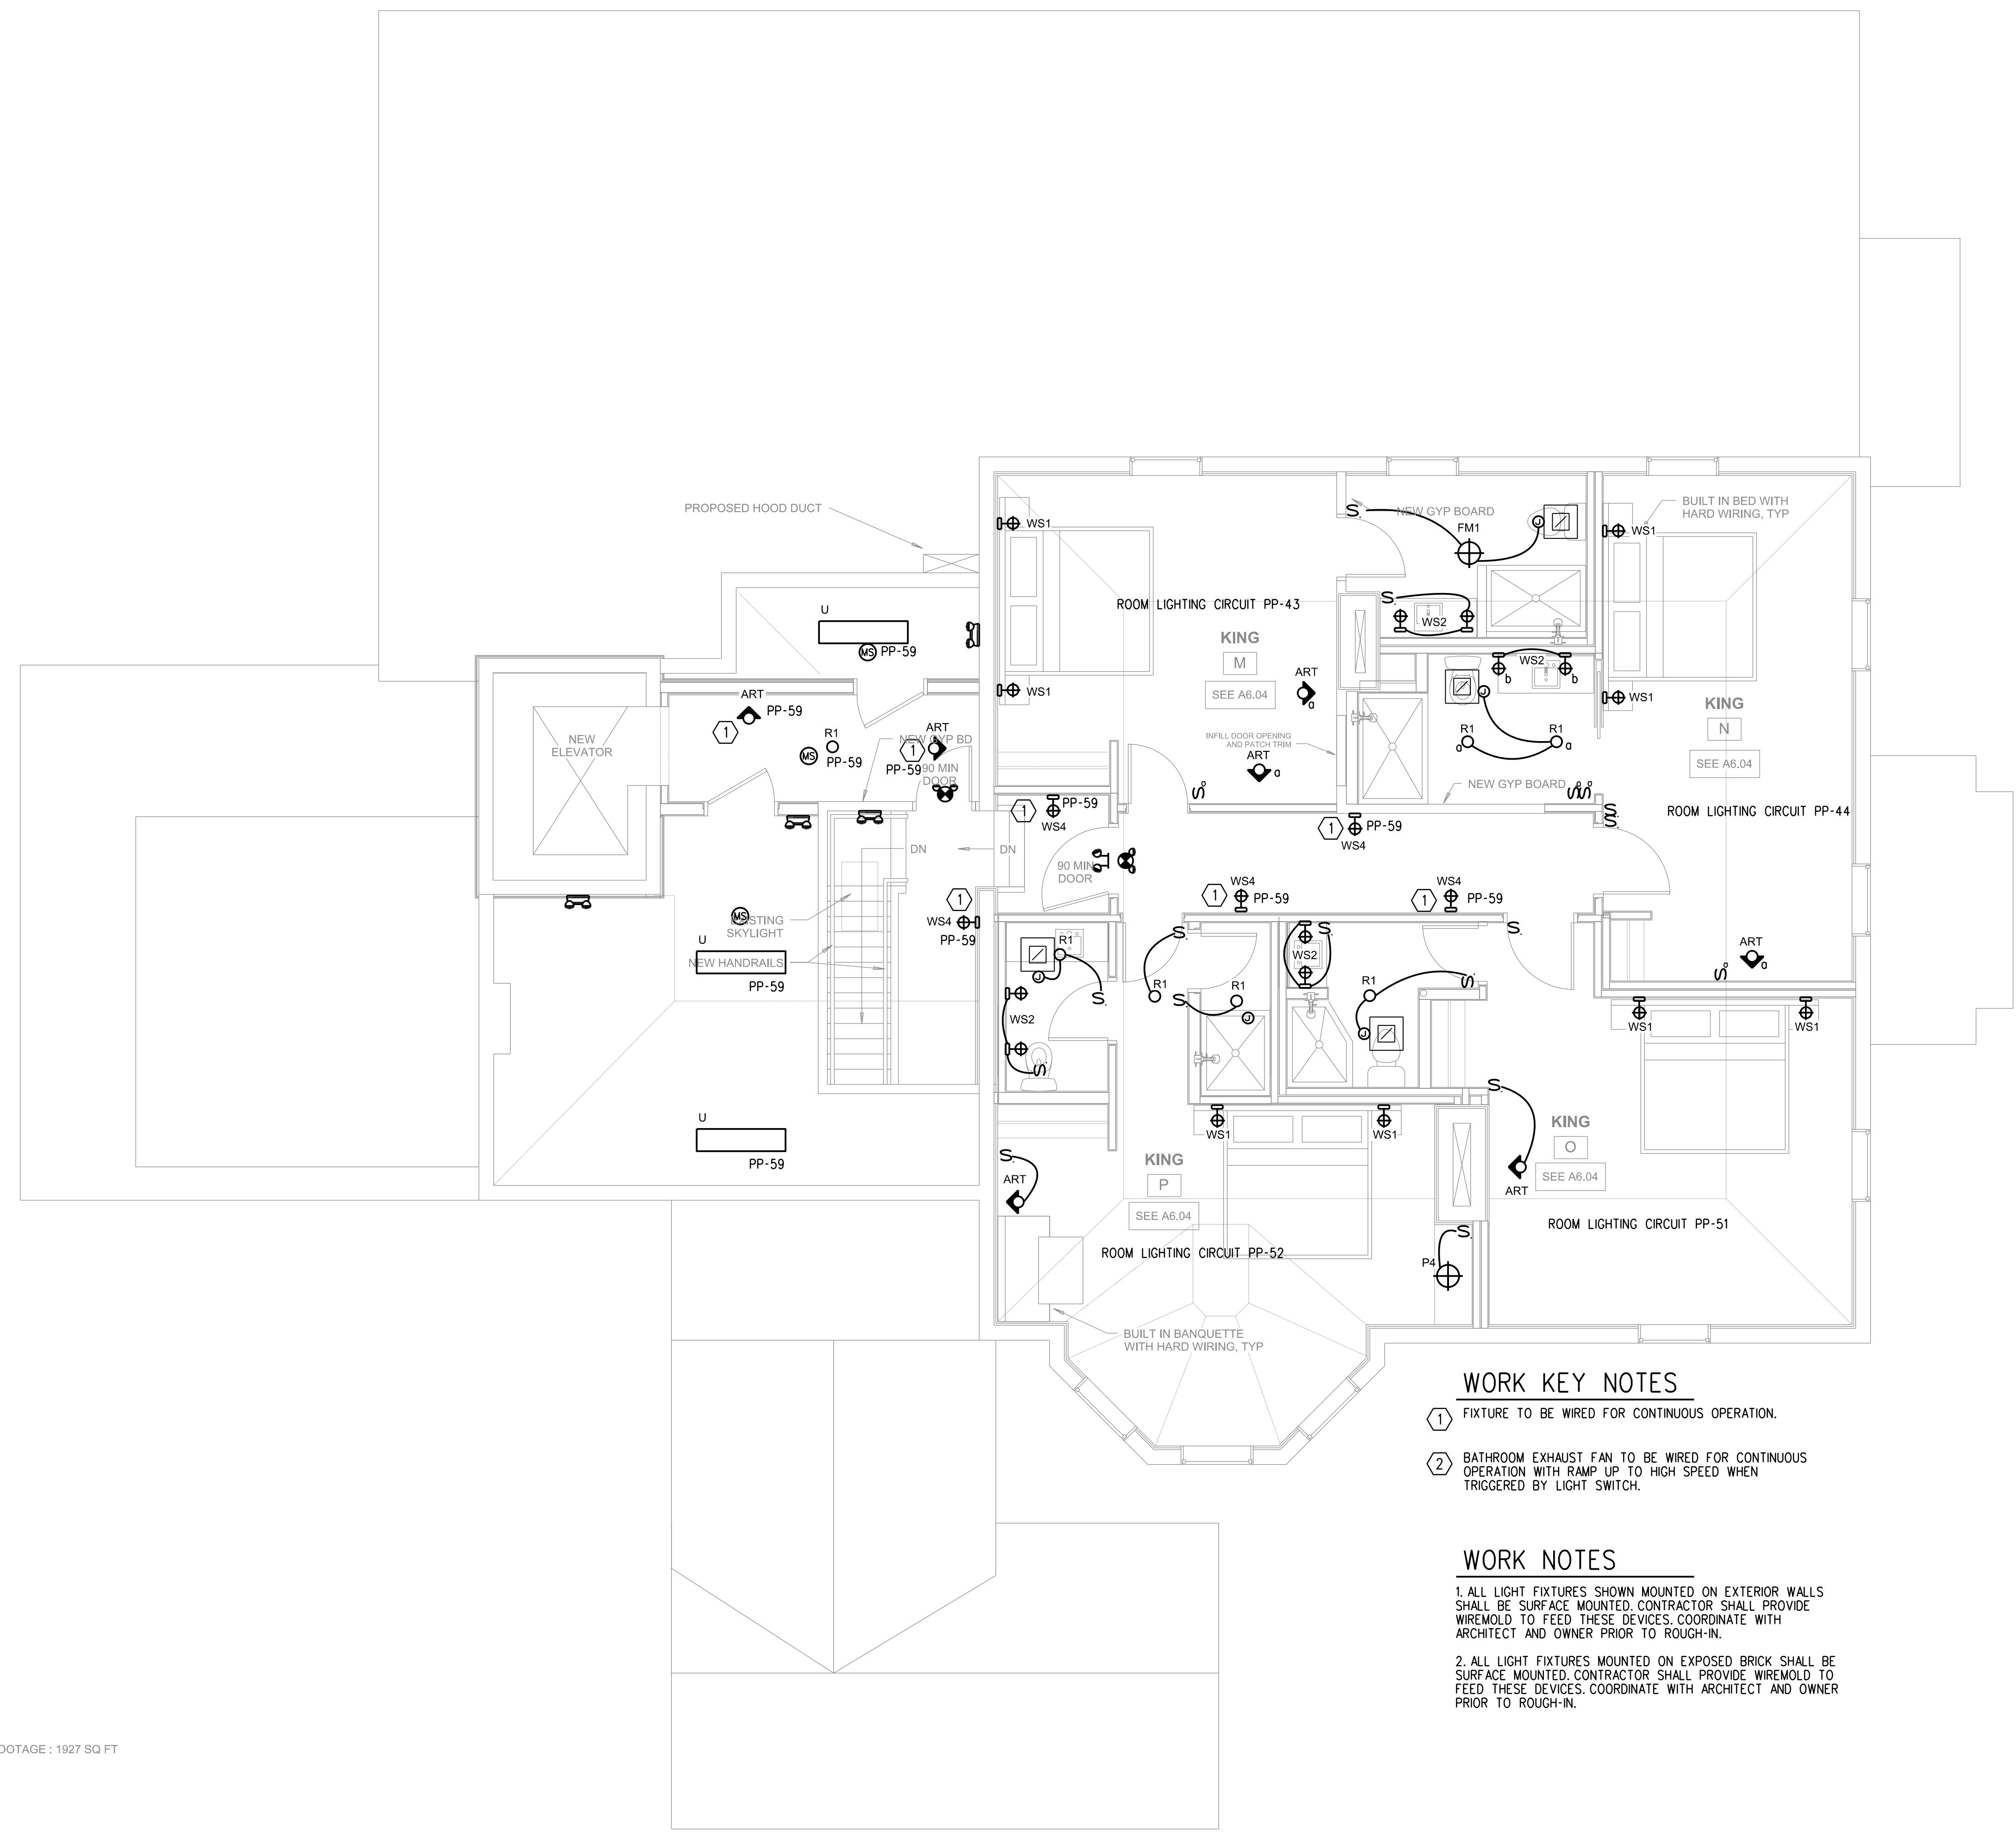 PROPOSED HOOD DUCT
NEW GYP BOARD
BUILT IN BED WITH
HARD WIRING, TYP
WS1
FM1
J
WS1
S.
ROOM LIGHTING CIRCUIT PP-43
S.
WS2
U
MS PP-59
KING
M
SEE A6.04
WS1
ART
a
WS2
b
b
J
WS1
KING
N
SEE A6.04
ART
PP-59
1
NEW
ELEVATOR
R1
MS
PP-59
ART
1
NEW GYP BD
PP-59
90 MIN
DOOR
INFILL DOOR OPENING
AND PATCH TRIM
ART
a
R1
a
R1
a
NEW GYP BOARD
ROOM LIGHTING CIRCUIT PP-44
1
PP-59
WS4
1
PP-59
WS4
DN
DN
90 MIN
DOOR
1
WS4
PP-59
WS4
1
PP-59
WS4
1
PP-59
MS
EXISTING
SKYLIGHT
U
NEW HANDRAILS
PP-59
R1
J
S.
WS2
S.
S.
R1
S.
R1
J
S.
WS2
R1
J
S.
S.
ART
a
WS1
WS1
U
PP-59
WS1
WS1
S.
ART
KING
P
SEE A6.04
ROOM LIGHTING CIRCUIT PP-52
S.
ART
KING
O
SEE A6.04
ROOM LIGHTING CIRCUIT PP-51
S.
P4
BUILT IN BANQUETTE
WITH HARD WIRING, TYP
WORK KEY NOTES
1 FIXTURE TO BE WIRED FOR CONTINUOUS OPERATION.
2 BATHROOM EXHAUST FAN TO BE WIRED FOR CONTINUOUS
OPERATION WITH RAMP UP TO HIGH SPEED WHEN
TRIGGERED BY LIGHT SWITCH.
WORK NOTES
1. ALL LIGHT FIXTURES SHOWN MOUNTED ON EXTERIOR WALLS
SHALL BE SURFACE MOUNTED. CONTRACTOR SHALL PROVIDE
WIREMOLD TO FEED THESE DEVICES. COORDINATE WITH
ARCHITECT AND OWNER PRIOR TO ROUGH-IN.
2. ALL LIGHT FIXTURES MOUNTED ON EXPOSED BRICK SHALL BE
SURFACE MOUNTED. CONTRACTOR SHALL PROVIDE WIREMOLD TO
FEED THESE DEVICES. COORDINATE WITH ARCHITECT AND OWNER
PRIOR TO ROUGH-IN.
OOTAGE : 1927 SQ FT